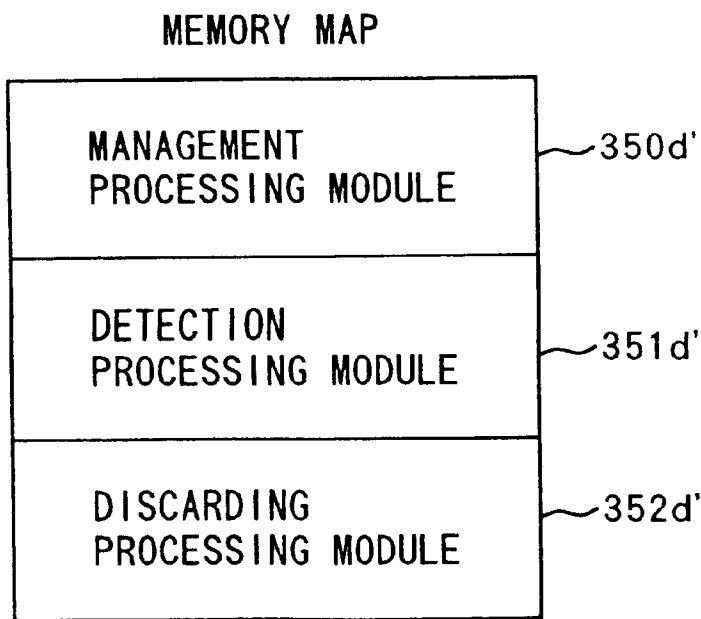 MEMORY MAP
MANAGEMENT
PROCESSING MODULE
350d'
DETECTION
PROCESSING MODULE
351d'
DISCARDING
PROCESSING MODULE
352d'